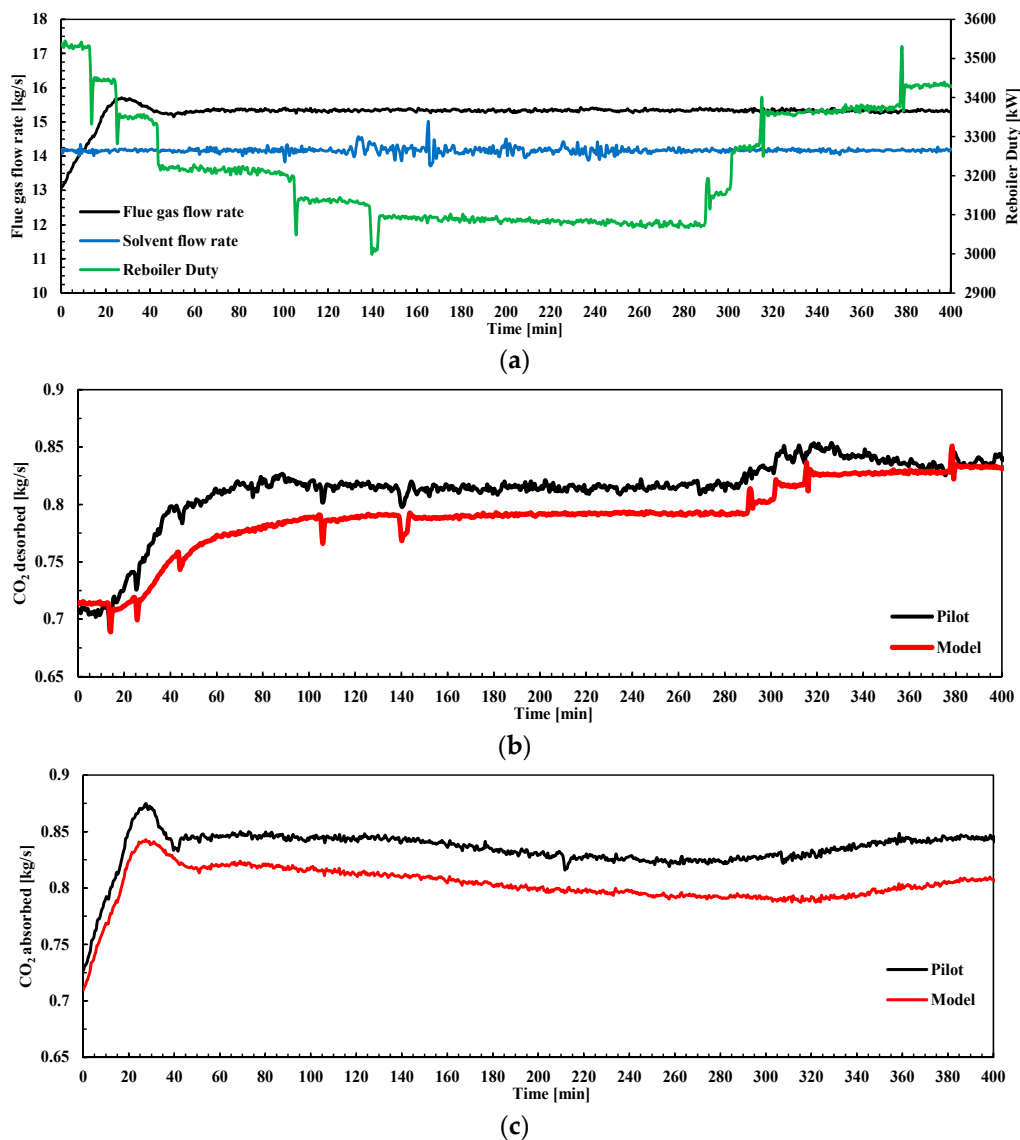 18
17
16
15
14
13
12
11
10
Flue gas flow rate [kg/s]
3600
3500
3400
3300
3200
3100
3000
2900
Reboiler Duty [kW]
Flue gas flow rate
Solvent flow rate
Reboiler Duty
0 20 40 60 80 100 120 140 160 180 200 220 240 260 280 300 320 340 360 380 400
Time [min]
(a)
0.9
0.85
0.8
0.75
0.7
0.65
CO2 desorbed [kg/s]
Pilot
Model
0 20 40 60 80 100 120 140 160 180 200 220 240 260 280 300 320 340 360 380 400
Time [min]
(b)
0.9
0.85
0.8
0.75
0.7
0.65
CO2 absorbed [kg/s]
Pilot
Model
0 20 40 60 80 100 120 140 160 180 200 220 240 260 280 300 320 340 360 380 400
Time [min]
(c)